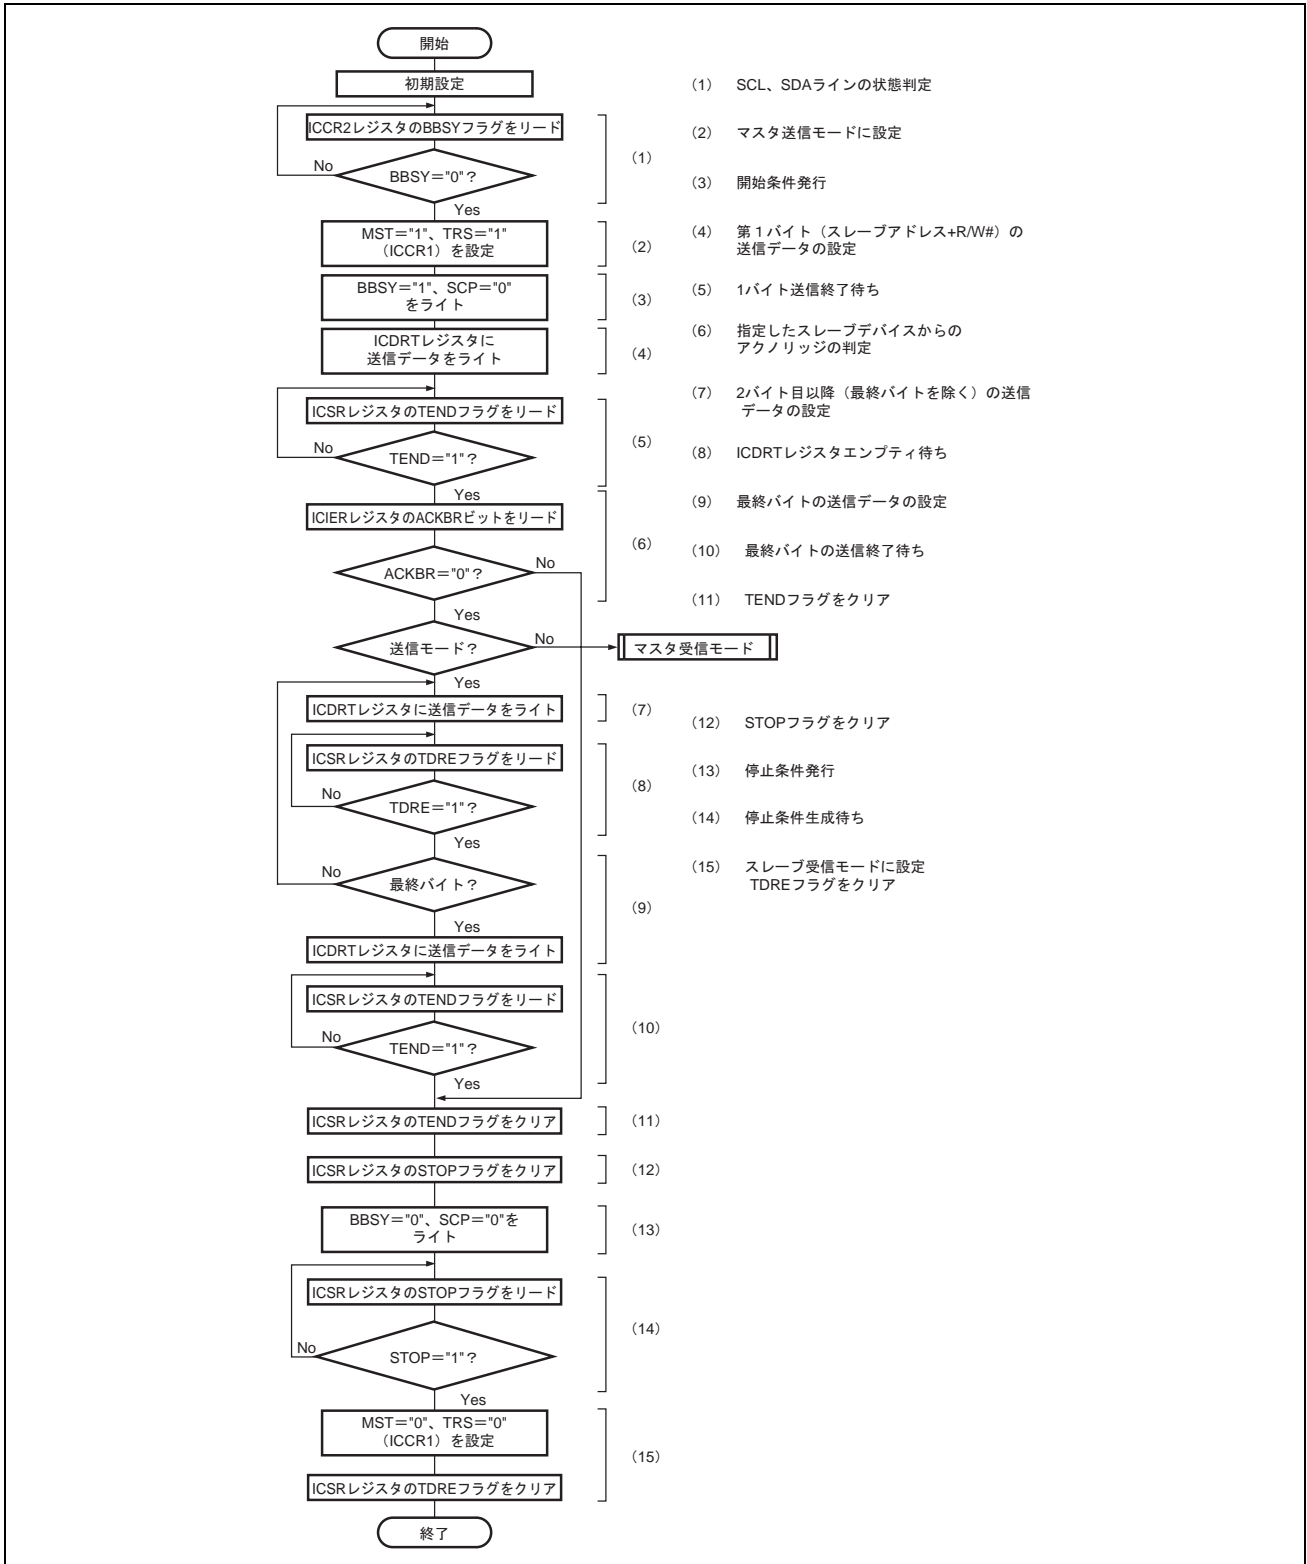 開始
初期設定
ICCR2レジスタのBBSYフラグをリード
No
BBSY="0"?
(1)
Yes
MST="1"、TRS="1"
(ICCR1)を設定
(2)
BBSY="1"、SCP="0"
をライト
(3)
ICDRTレジスタに
送信データをライト
(4)
ICSRレジスタのTENDフラグをリード
No
TEND="1"?
(5)
Yes
ICIERレジスタのACKBRビットをリード
(6)
ACKBR="0"?
No
Yes
送信モード?
No
マスタ受信モード
Yes
ICDRTレジスタに送信データをライト
(7)
ICSRレジスタのTDREフラグをリード
No
TDRE="1"?
(8)
Yes
No
最終バイト?
(9)
Yes
ICDRTレジスタに送信データをライト
ICSRレジスタのTENDフラグをリード
No
TEND="1"?
(10)
Yes
ICSRレジスタのTENDフラグをクリア
(11)
ICSRレジスタのSTOPフラグをクリア
(12)
BBSY="0"、SCP="0"を
ライト
(13)
ICSRレジスタのSTOPフラグをリード
(14)
No
STOP="1"?
Yes
MST="0"、TRS="0"
(ICCR1)を設定
(15)
ICSRレジスタのTDREフラグをクリア
終了
(1) SCL、SDAラインの状態判定
(2) マスタ送信モードに設定
(3) 開始条件発行
(4) 第1バイト(スレーブアドレス+R/W#)の
送信データの設定
(5) 1バイト送信終了待ち
(6) 指定したスレーブデバイスからの
アクノリッジの判定
(7) 2バイト目以降(最終バイトを除く)の送信
データの設定
(8) ICDRTレジスタエンプティ待ち
(9) 最終バイトの送信データの設定
(10) 最終バイトの送信終了待ち
(11) TENDフラグをクリア
(12) STOPフラグをクリア
(13) 停止条件発行
(14) 停止条件生成待ち
(15) スレーブ受信モードに設定
TDREフラグをクリア